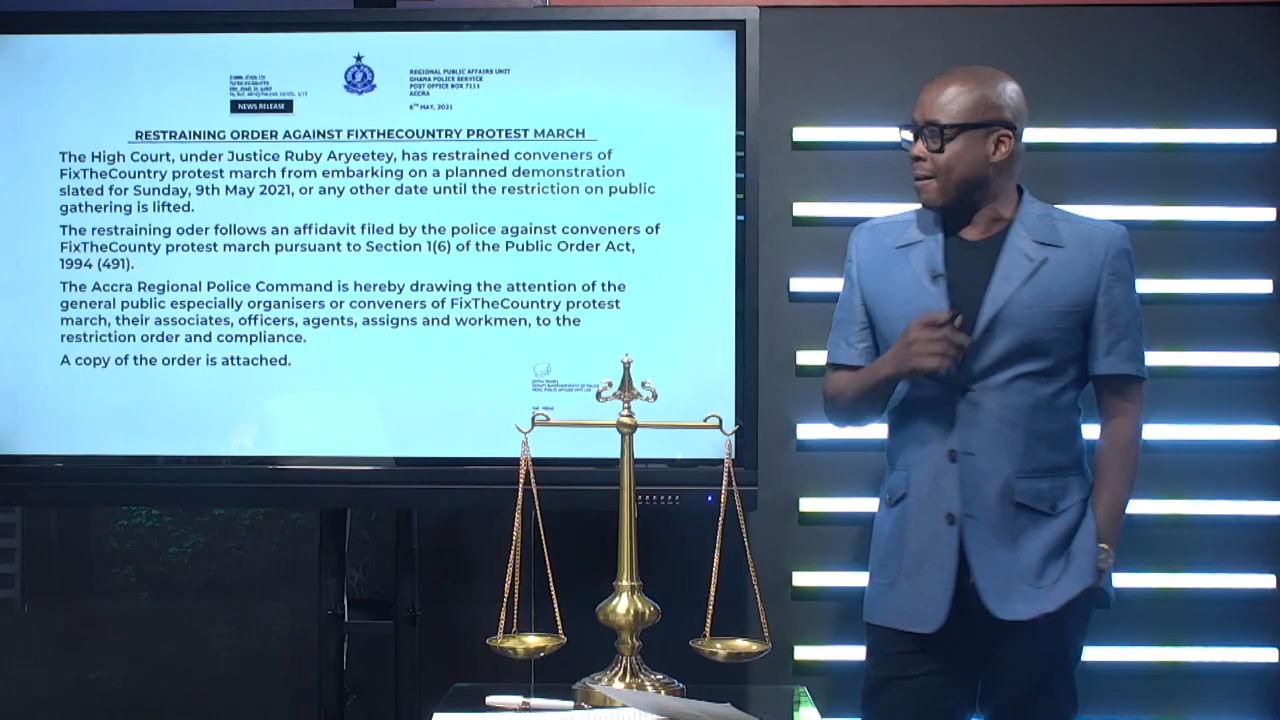 NEWS RELEASE
REGIONAL PUBLIC AFFAIRS UNIT
GHANA POLICE SERVICE
POST OFFICE BOX 7111
ACCRA
8TH MAY, 2021
RESTRAINING ORDER AGAINST FIXTHECOUNTRY PROTEST MARCH
The High Court, under Justice Ruby Aryeetey, has restrained conveners of
FixTheCountry protest march from embarking on a planned demonstration
slated for Sunday, 9th May 2021, or any other date until the restriction on public
gathering is lifted.
The restraining oder follows an affidavit filed by the police against conveners of
FixTheCounty protest march pursuant to Section 1(6) of the Public Order Act,
1994 (491).
The Accra Regional Police Command is hereby drawing the attention of the
general public especially organisers or conveners of FixTheCountry protest
march, their associates, officers, agents, assigns and workmen, to the
restriction order and compliance.
A copy of the order is attached.